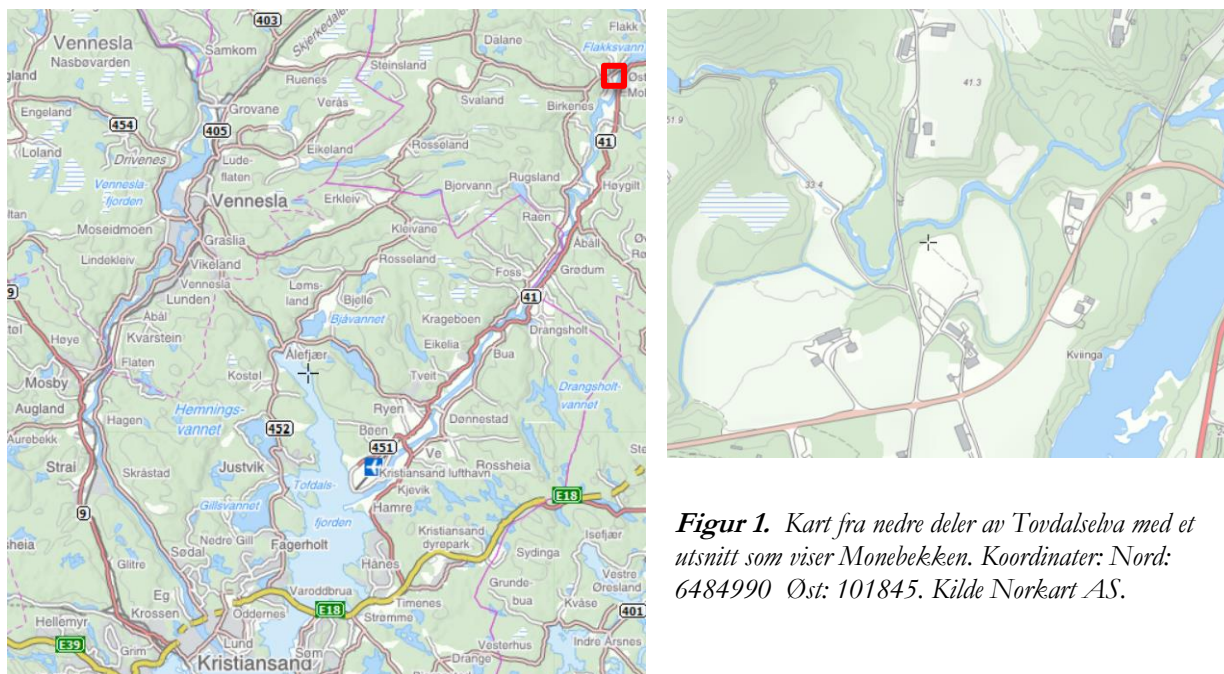 403
Flakk
Vennesla
Nasbøvarden
Samkom
Skjerkedalen
Dalane
Flakksvann
Steinsland
Ruenes
Øst
Mol
Verås
Svaland
Birkenes
Engeland
Grovane
454
405
41
Loland
Drivenes
Lude-
flaten
Eikeland
Rosseland
Vennesla-
fjorden
Bjorvann
Rugsland
Høygilt
Erkleiv
Vennesla
Raen
Moseidmoen
Kleivane
Graslia
Åbåll
Lindekleiv
Vikeland
Rosseland
Foss
Grødum
Vennesla
Lunden
Løms-
land
Bjelle
9
41
Åbål
Bjåvannet
Krageboen
Drangsholt
Høye
Kvarstein
Eikelia
Bua
Flaten
Ålefjær
Mosby
Kostøl
Tveit
Drangsholt-
vannet
Augland
Hagen
Hemnings-
vannet
Ryen
Dønnestad
Aurebekk
452
Bøen
451
Ve
Strai
Skråstad
Justvik
Kristiansand lufthavn
Rossheia
Tofdals-
fjorden
Kjevik
E18
9
Gillsvannet
Hamre
Nedre Gill
Kristiansand
dyrepark
Isefjær
Sødal
Fagerholt
Sydinga
Glitre
Hånes
Vestre
Øresland
Eg
Varoddbrua
Grunde-
bua
Krossen
E18
Timenes
Kvåse
Hellemyr
Oddernes
Strømme
401
E39
Grim
Lund
Vesterhus
Indre Årsnes
Kristiansand
Søm
Drange
41.3
51.9
33.4
Kviinga
Figur 1. Kart fra nedre deler av Tovdalselva med et
utsnitt som viser Monebekken. Koordinater: Nord:
6484990 Øst: 101845. Kilde Norkart AS.